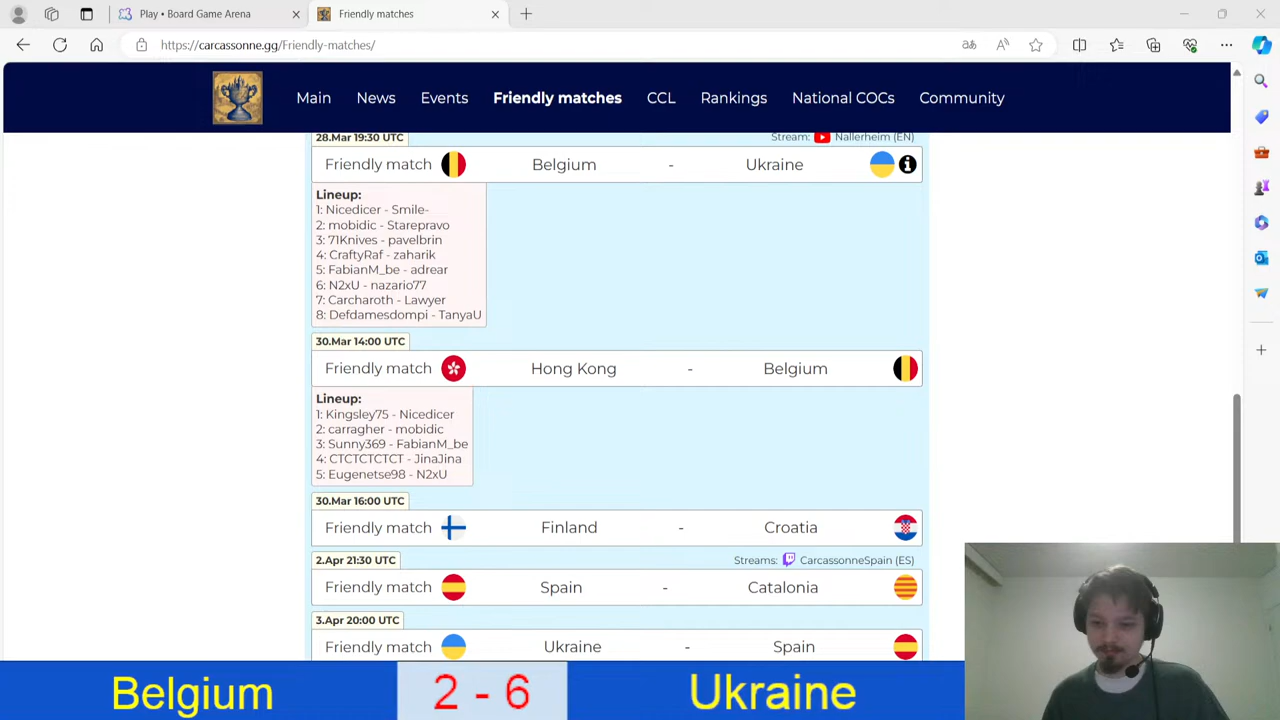 Play • Board Game Arena
Friendly matches
https://carcassonne.gg/Friendly-matches/
Main News Events Friendly matches CCL Rankings National COCs Community
28.Mar 19:30 UTC Stream: Nallerheim (EN)
Friendly match Belgium - Ukraine
Lineup:
1: Nicedicer - Smile-
2: mobidic - Starepravo
3: 71Knives - pavelbrin
4: CraftyRaf - zaharik
5: FabianM_be - adrear
6: N2xU - nazario77
7: Carcharoth - Lawyer
8: Defdamesdompi - TanyaU
30.Mar 14:00 UTC
Friendly match Hong Kong - Belgium
Lineup:
1: Kingsley75 - Nicedicer
2: carragher - mobidic
3: Sunny369 - FabianM_be
4: CTCTCTCTCT - JinaJina
5: Eugenetse98 - N2xU
30.Mar 16:00 UTC
Friendly match Finland - Croatia
2.Apr 21:30 UTC Streams: CarcassonneSpain (ES)
Friendly match Spain - Catalonia
3.Apr 20:00 UTC
Friendly match Ukraine - Spain
Belgium 2 - 6 Ukraine